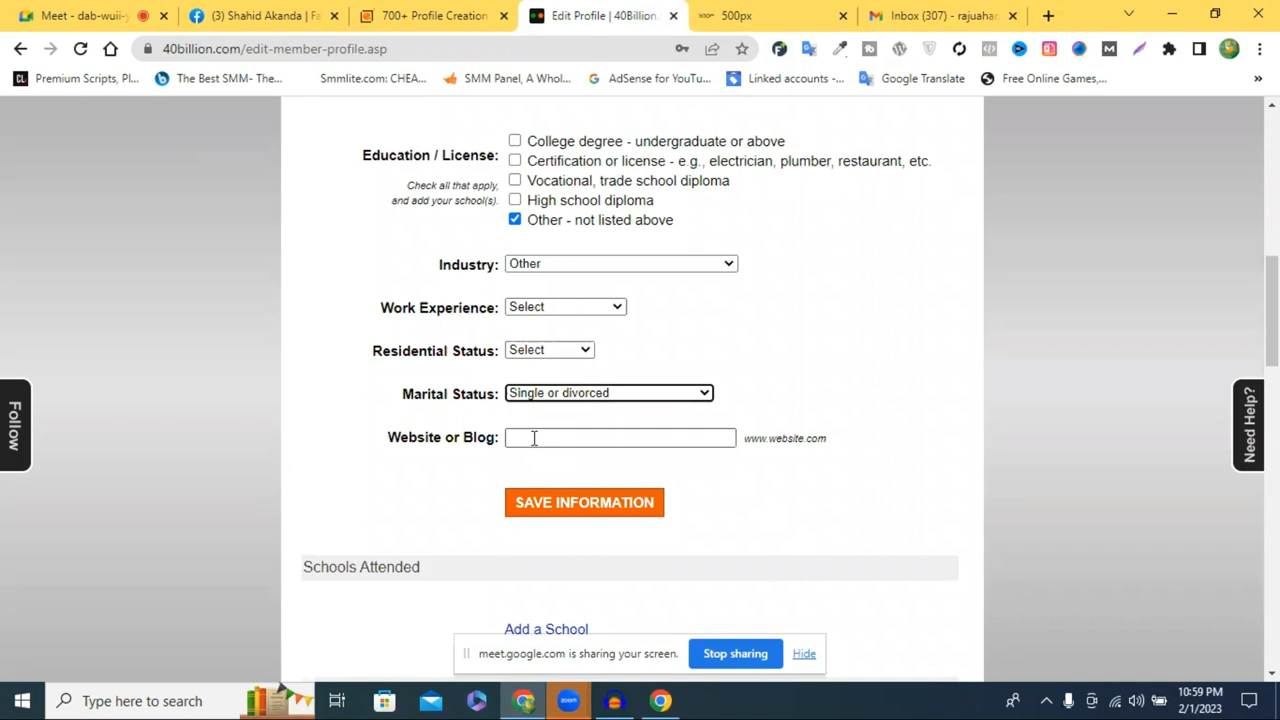 Meet - dab-wuii-y
(3) Shahid Akanda | Fa
700+ Profile Creation
Edit Profile | 40Billion.
500px
Inbox (307) - rajuahar
40billion.com/edit-member-profile.asp
Premium Scripts, Pl...
The Best SMM- The...
Smmlite.com: CHEA...
SMM Panel, A Whol...
AdSense for YouTu...
Linked accounts -...
Google Translate
Free Online Games,...
»
Education / License:
Check all that apply,
and add your school(s).
College degree - undergraduate or above
Certification or license - e.g., electrician, plumber, restaurant, etc.
Vocational, trade school diploma
High school diploma
Other - not listed above
Industry: Other
Work Experience: Select
Residential Status: Select
Marital Status: Single or divorced
Website or Blog: www.website.com
SAVE INFORMATION
Schools Attended
Add a School
Follow
Need Help?
meet.google.com is sharing your screen. Stop sharing Hide
Type here to search
10:59 PM
2/1/2023